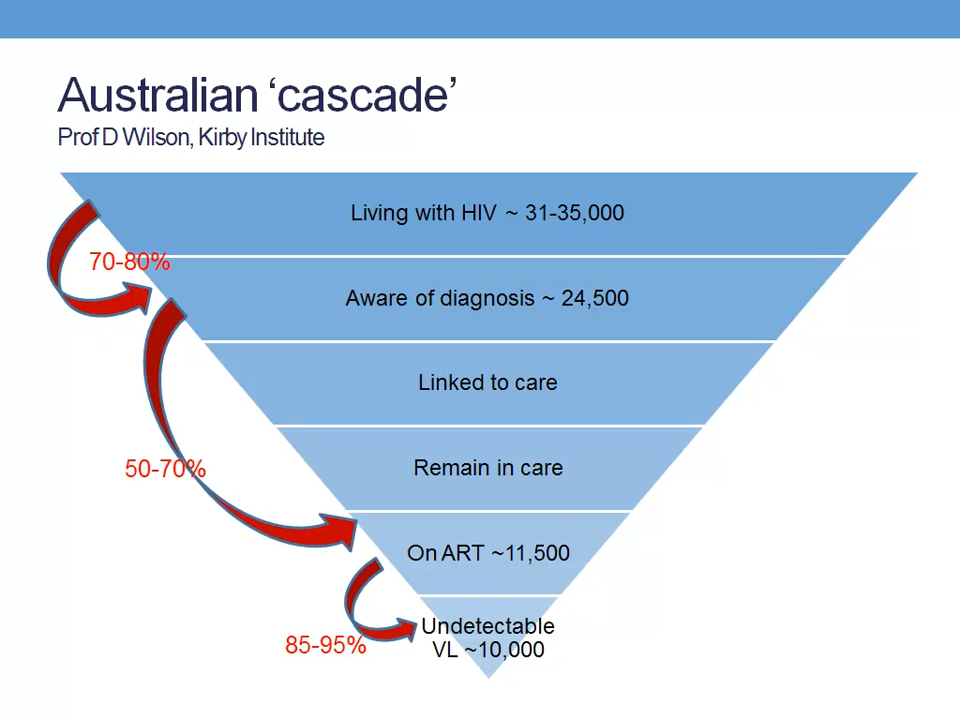 Australian ‘cascade’
Prof D Wilson, Kirby Institute
Living with HIV ~ 31-35,000
70-80%
Aware of diagnosis ~ 24,500
Linked to care
Remain in care
50-70%
On ART ~11,500
Undetectable
VL ~10,000
85-95%